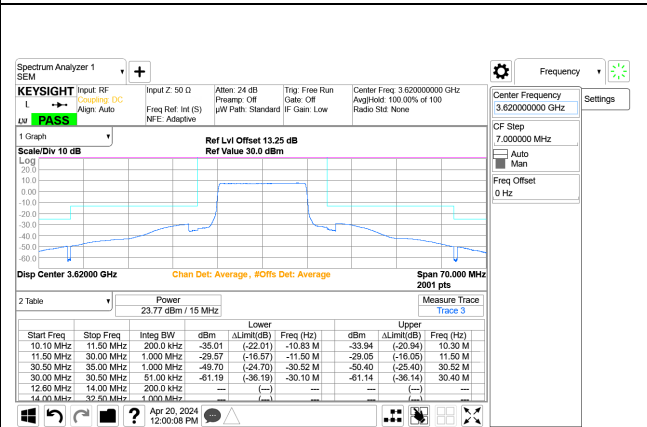 Spectrum Analyzer 1
SEM
Frequency
KEYSIGHT
L
LXI PASS
Input: RF
Coupling: DC
Align: Auto
Input Z: 50 Ω
Freq Ref: Int (S)
NFE: Adaptive
Atten: 24 dB
Preamp: Off
µW Path: Standard
Trig: Free Run
Gate: Off
IF Gain: Low
Center Freq: 3.620000000 GHz
Avg|Hold: 100.00% of 100
Radio Std: None
Center Frequency
3.620000000 GHz
Settings
CF Step
7.000000 MHz
Auto
Man
Freq Offset
0 Hz
1 Graph
Scale/Div 10 dB
Ref Lvl Offset 13.25 dB
Ref Value 30.0 dBm
Log
20.0
10.0
0.00
-10.0
-20.0
-30.0
-40.0
-50.0
-60.0
Disp Center 3.62000 GHz
Chan Det: Average, #Offs Det: Average
Span 70.000 MHz
2001 pts
2 Table
Power
23.77 dBm / 15 MHz
Measure Trace
Trace 3
Lower Upper
Start Freq Stop Freq Integ BW dBm ΔLimit(dB) Freq (Hz) dBm ΔLimit(dB) Freq (Hz)
10.10 MHz 11.50 MHz 200.0 kHz -35.01 (-22.01) -10.83 M -33.94 (-20.94) 10.30 M
11.50 MHz 30.00 MHz 1.000 MHz -29.57 (-16.57) -11.50 M -29.05 (-16.05) 11.50 M
30.50 MHz 35.00 MHz 1.000 MHz -49.70 (-24.70) -30.52 M -50.40 (-25.40) 30.52 M
30.00 MHz 30.50 MHz 51.00 kHz -61.19 (-36.19) -30.10 M -61.14 (-36.14) 30.40 M
12.60 MHz 14.00 MHz 200.0 kHz --- (---) --- (---)
14.00 MHz 32.50 MHz 1.000 MHz --- (---) --- (---)
?
Apr 20, 2024
12:00:08 PM